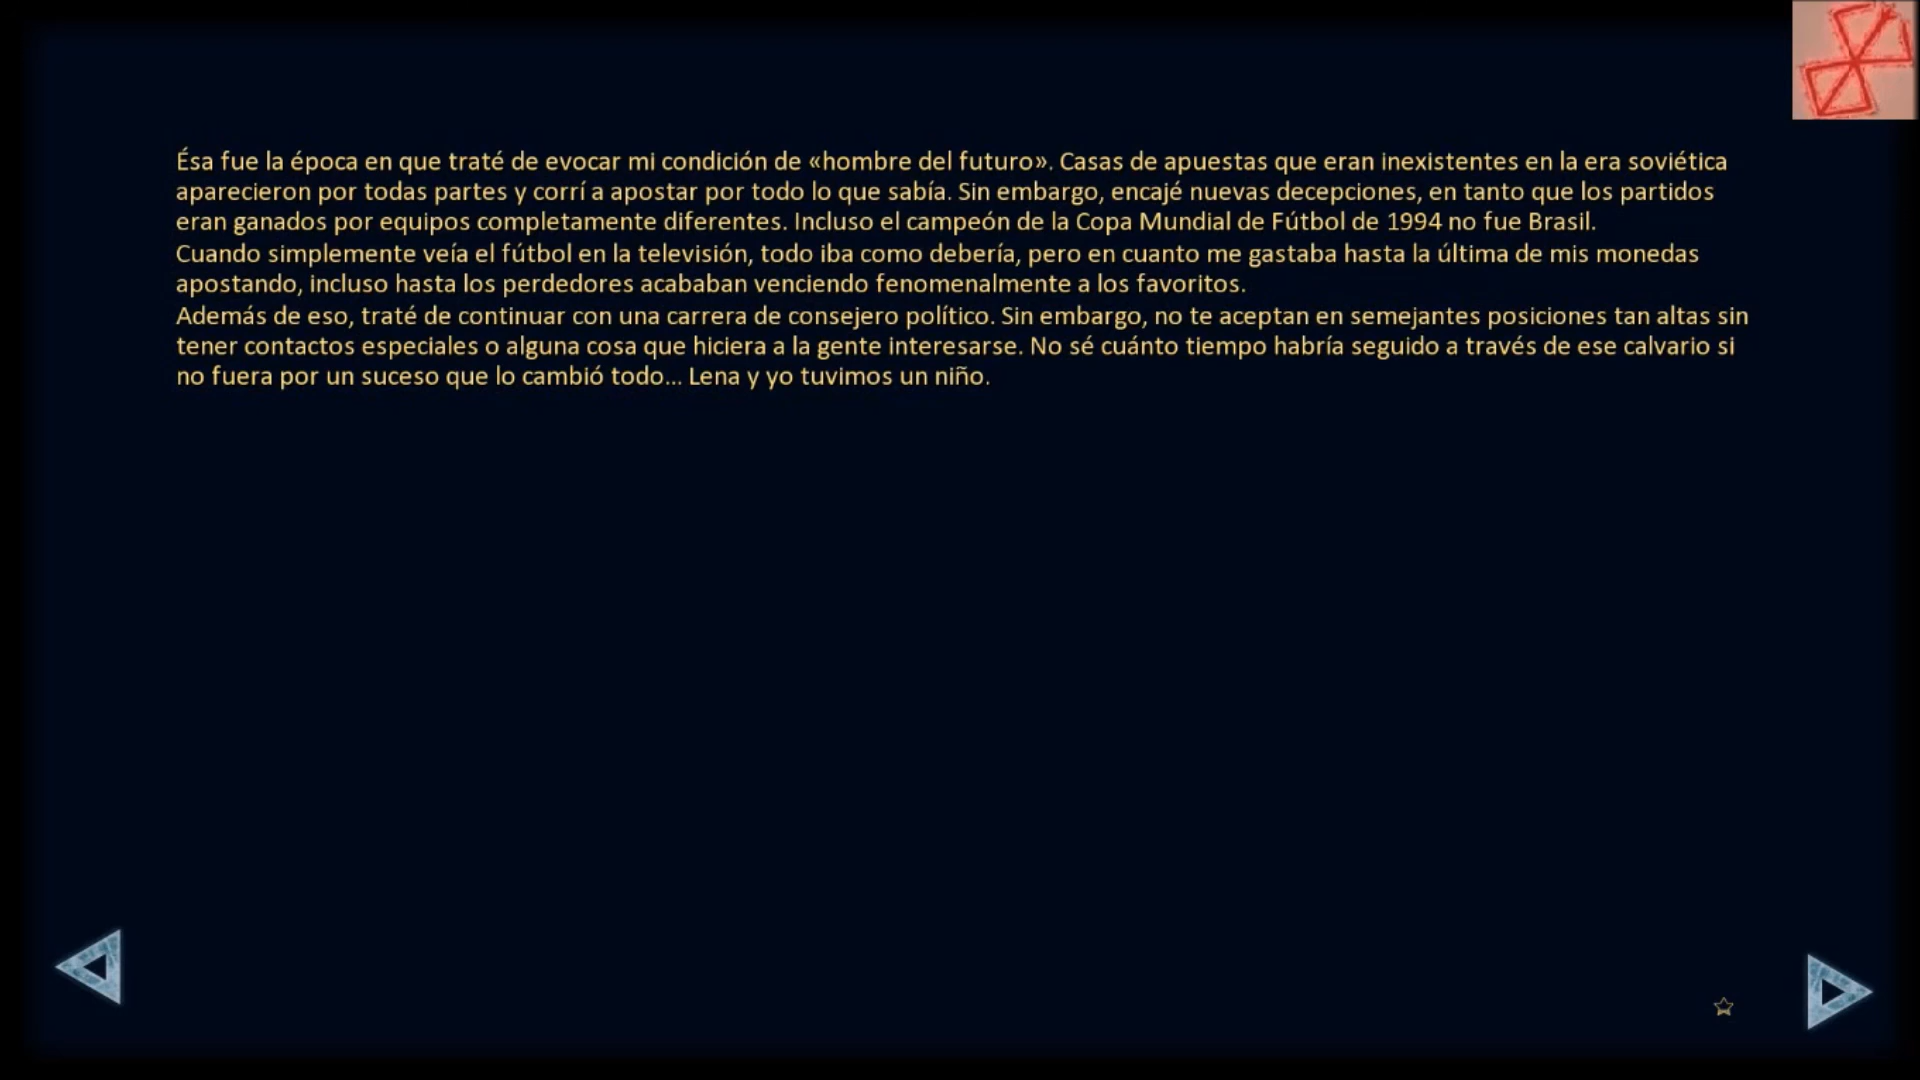 Ésa fue la época en que traté de evocar mi condición de «hombre del futuro». Casas de apuestas que eran inexistentes en la era soviética
aparecieron por todas partes y corrí a apostar por todo lo que sabía. Sin embargo, encajé nuevas decepciones, en tanto que los partidos
eran ganados por equipos completamente diferentes. Incluso el campeón de la Copa Mundial de Fútbol de 1994 no fue Brasil.
Cuando simplemente veía el fútbol en la televisión, todo iba como debería, pero en cuanto me gastaba hasta la última de mis monedas
apostando, incluso hasta los perdedores acababan venciendo fenomenalmente a los favoritos.
Además de eso, traté de continuar con una carrera de consejero político. Sin embargo, no te aceptan en semejantes posiciones tan altas sin
tener contactos especiales o alguna cosa que hiciera a la gente interesarse. No sé cuánto tiempo habría seguido a través de ese calvario si
no fuera por un suceso que lo cambió todo... Lena y yo tuvimos un niño.